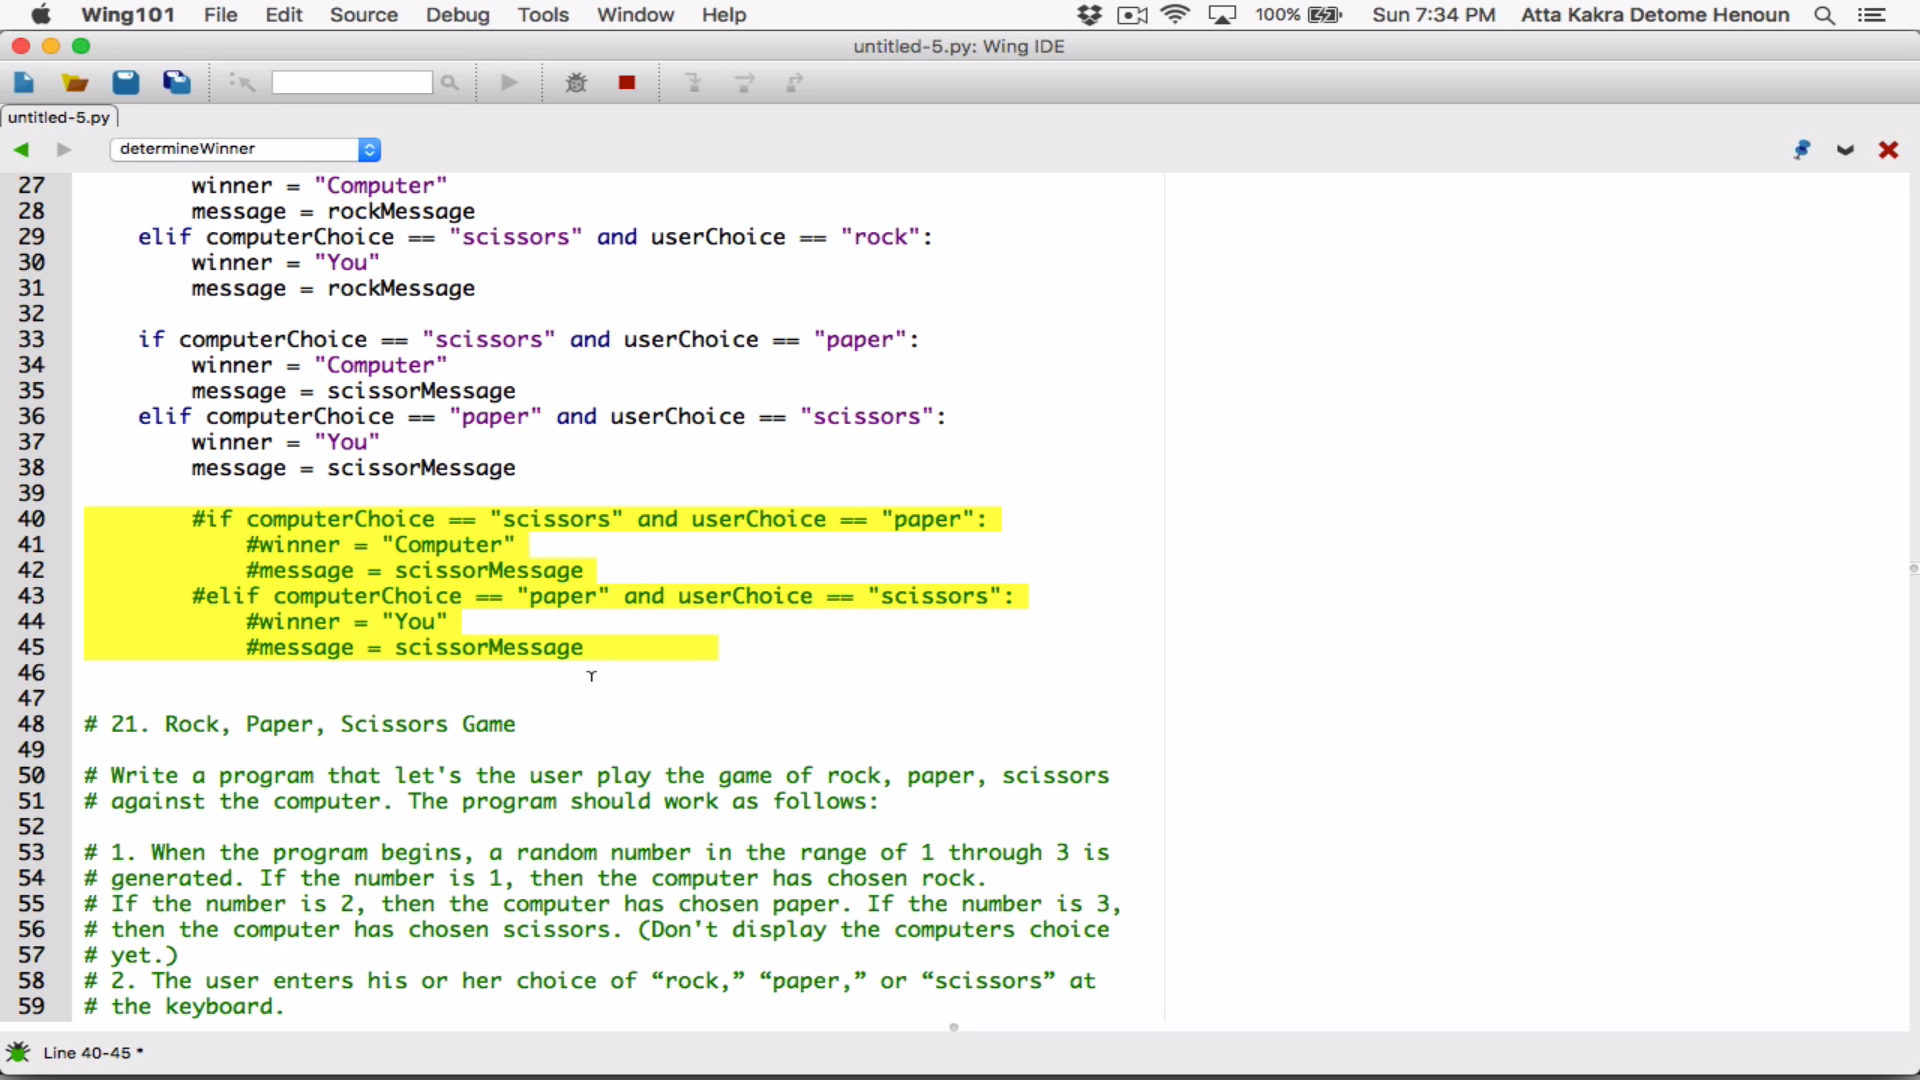 Wing101 File Edit Source Debug Tools Window Help 100% Sun 7:34 PM Atta Kakra Detome Henoun
untitled-5.py: Wing IDE
untitled-5.py
determineWinner
27 winner = "Computer"
28 message = rockMessage
29 elif computerChoice == "scissors" and userChoice == "rock":
30 winner = "You"
31 message = rockMessage
32
33 if computerChoice == "scissors" and userChoice == "paper":
34 winner = "Computer"
35 message = scissorMessage
36 elif computerChoice == "paper" and userChoice == "scissors":
37 winner = "You"
38 message = scissorMessage
39
40 #if computerChoice == "scissors" and userChoice == "paper":
41 #winner = "Computer"
42 #message = scissorMessage
43 #elif computerChoice == "paper" and userChoice == "scissors":
44 #winner = "You"
45 #message = scissorMessage
46
47
48 # 21. Rock, Paper, Scissors Game
49
50 # Write a program that let's the user play the game of rock, paper, scissors
51 # against the computer. The program should work as follows:
52
53 # 1. When the program begins, a random number in the range of 1 through 3 is
54 # generated. If the number is 1, then the computer has chosen rock.
55 # If the number is 2, then the computer has chosen paper. If the number is 3,
56 # then the computer has chosen scissors. (Don't display the computers choice
57 # yet.)
58 # 2. The user enters his or her choice of “rock,” “paper,” or “scissors” at
59 # the keyboard.
Line 40-45 *